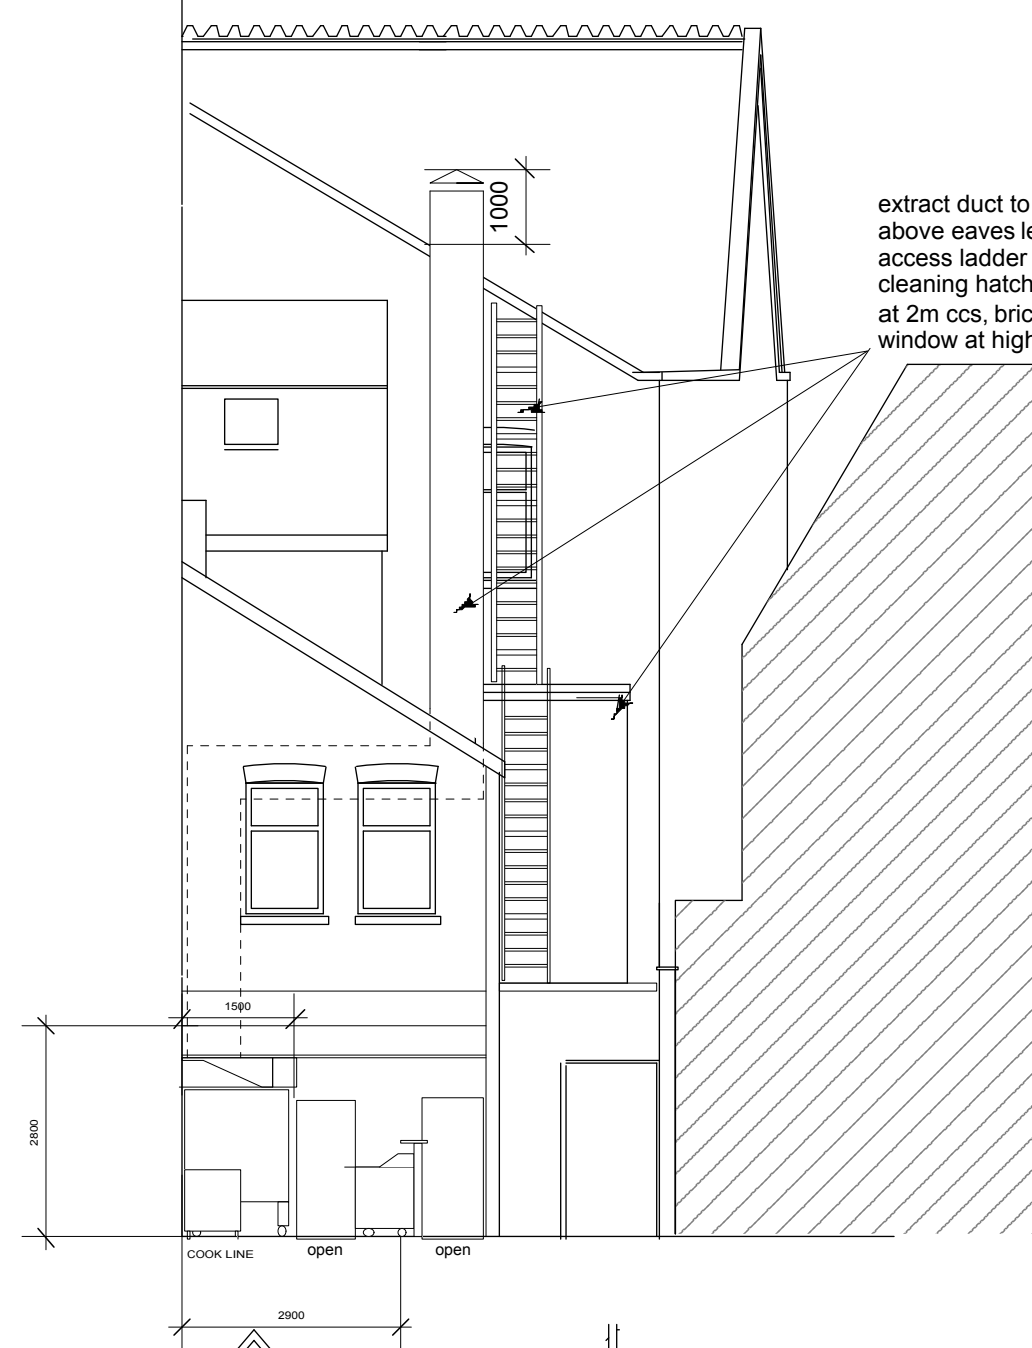 1000
extract duct to
above eaves le
access ladder
cleaning hatch
at 2m ccs, bric
window at high
1500
2800
COOK LINE
open
open
2900